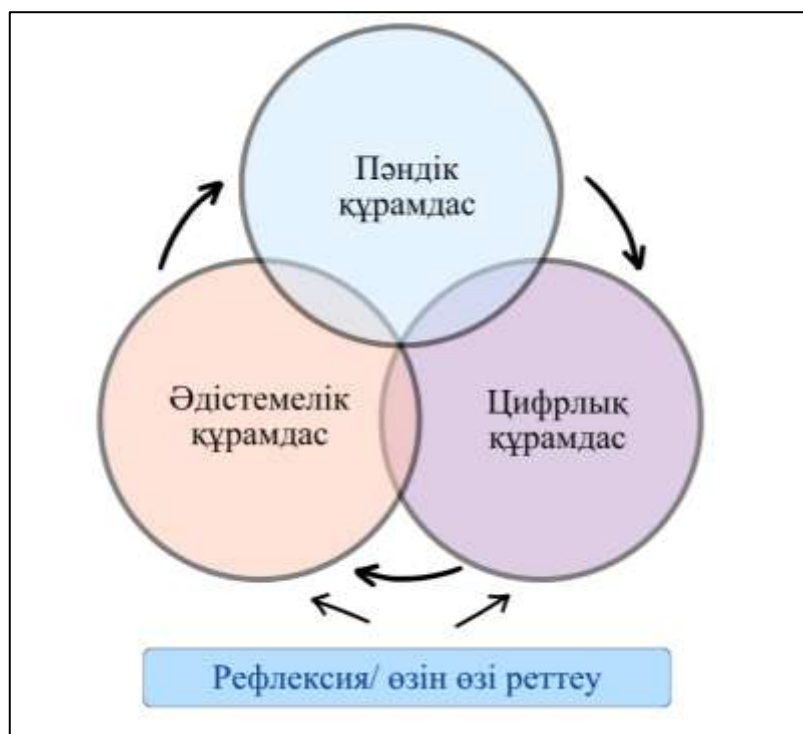 Пәндік
құрамдас
Әдістемелік
құрамдас
Цифрлық
құрамдас
Рефлексия/ өзін өзі реттеу